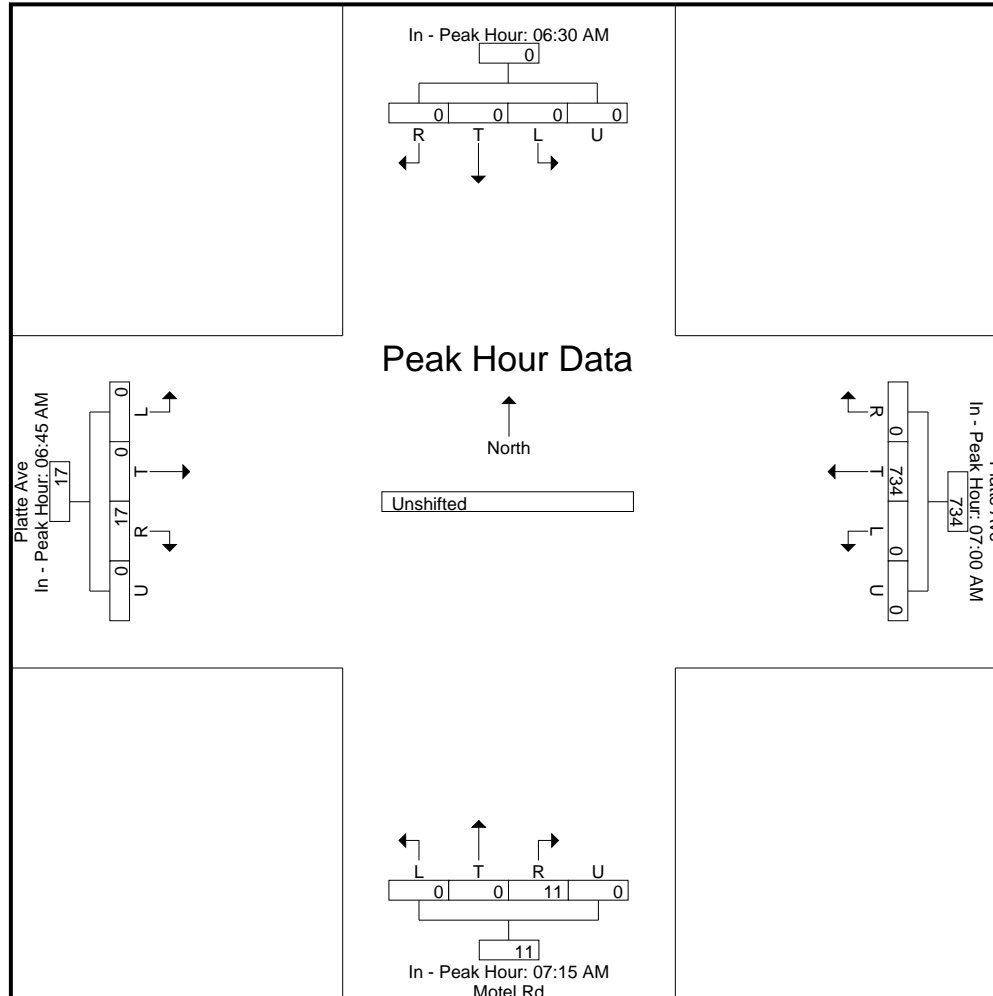 In - Peak Hour: 06:30 AM
0
0 0 0 0
R T L U
Peak Hour Data
North
Unshifted
Platte Ave
In - Peak Hour: 06:45 AM
17
0 0 17 0
L T R U
In - Peak Hour: 07:00 AM
734
0 734 0 0
R T L U
L T R U
0 0 11 0
11
In - Peak Hour: 07:15 AM
Motel Rd